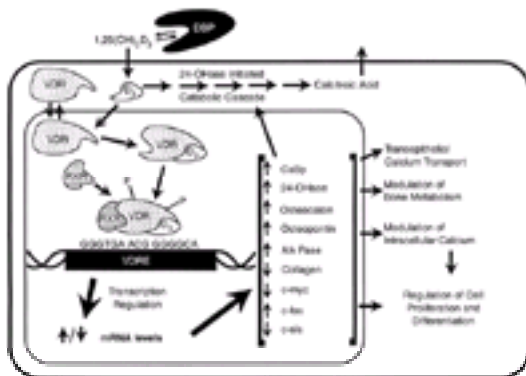 DBP
1,25(OH)₂D₃
VDR
24-OHase Initiated
Catabolic Cascade
Calcitroic Acid
VDR
VDR
VDR
GGGTGA ACG GGGGCA
VDRE
Transcription
Regulation
mRNA levels
CaBp
24-OHase
Osteocalcin
Osteopontin
Alk Pase
Collagen
c-myc
c-fos
c-sis
Transepithelial
Calcium Transport
Modulation of
Bone Metabolism
Modulation of
Intracellular Calcium
Regulation of Cell
Proliferation and
Differentiation